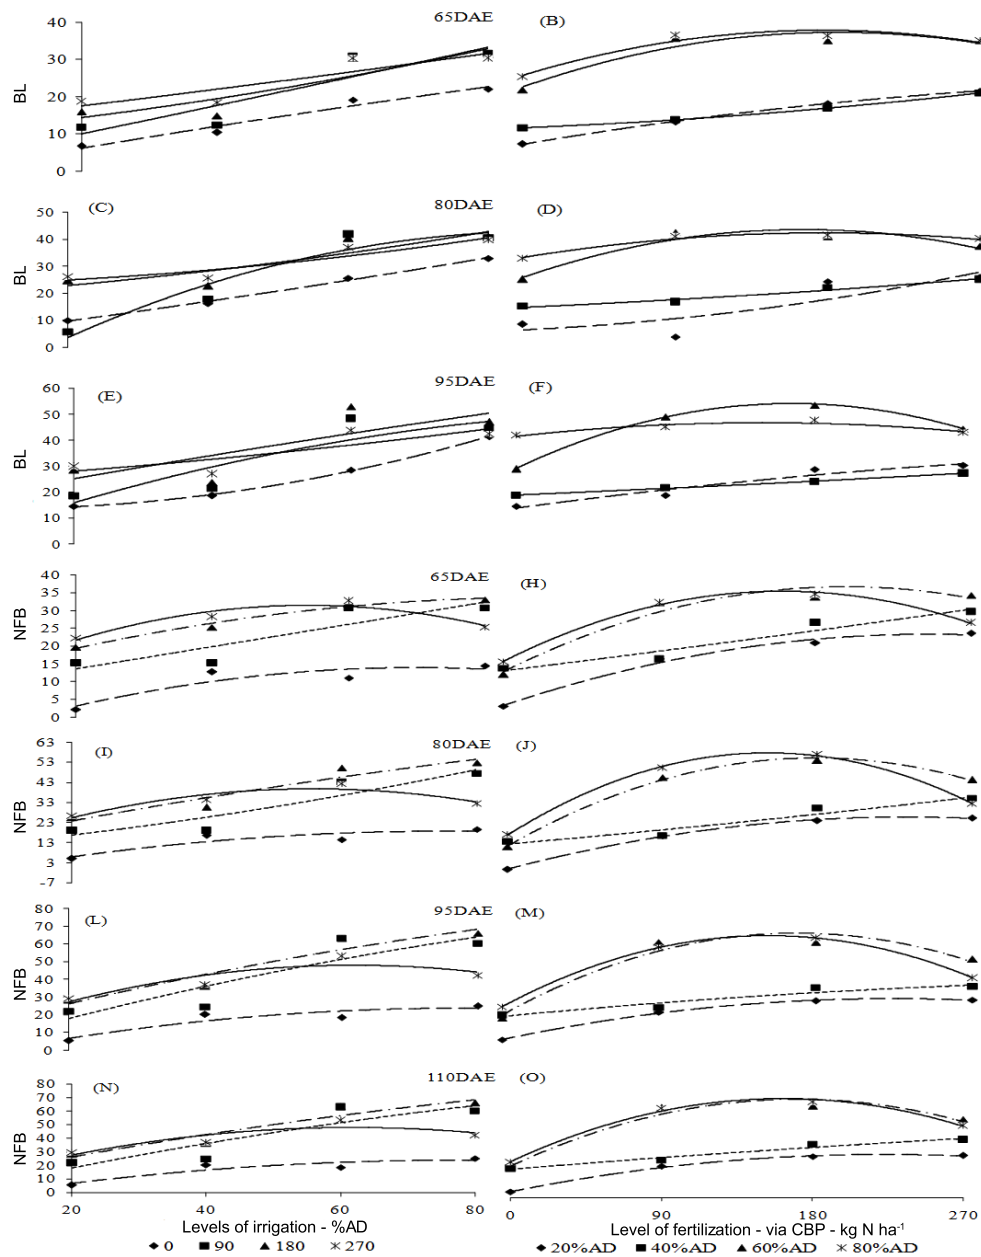 65DAE
(B)
BL
40
30
20
10
0
(C)
80DAE
(D)
BL
50
40
30
20
10
0
(E)
95DAE
(F)
BL
60
50
40
30
20
10
0
65DAE
(H)
NFB
40
35
30
25
20
15
10
5
0
(I)
80DAE
(J)
NFB
63
53
43
33
23
13
3
-7
(L)
95DAE
(M)
NFB
80
70
60
50
40
30
20
10
0
(N)
110DAE
(O)
NFB
80
70
60
50
40
30
20
10
0
20 40 60 80
0 90 180 270
Levels of irrigation - %AD
Level of fertilization - via CBP - kg N ha⁻¹
0 90 180 270
20%AD 40%AD 60%AD 80%AD